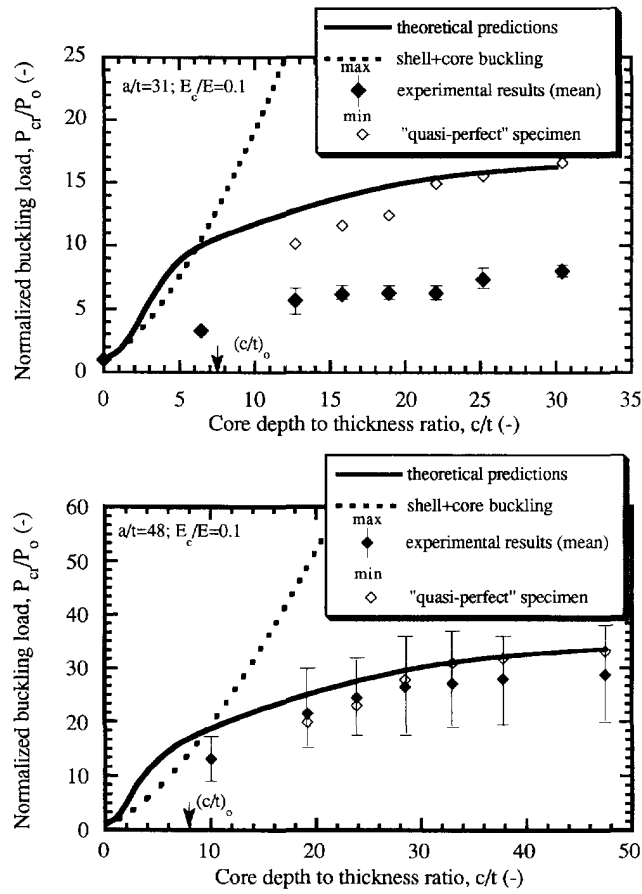 theoretical predictions
shell+core buckling
max
experimental results (mean)
min
"quasi-perfect" specimen
a/t=31; E_c/E=0.1
Normalized buckling load, P_cr/P_o (-)
25
20
15
10
5
0
(c/t)_o
0 5 10 15 20 25 30 35
Core depth to thickness ratio, c/t (-)
theoretical predictions
shell+core buckling
max
experimental results (mean)
min
"quasi-perfect" specimen
a/t=48; E_c/E=0.1
Normalized buckling load, P_cr/P_o (-)
60
50
40
30
20
10
0
(c/t)_o
0 10 20 30 40 50
Core depth to thickness ratio, c/t (-)